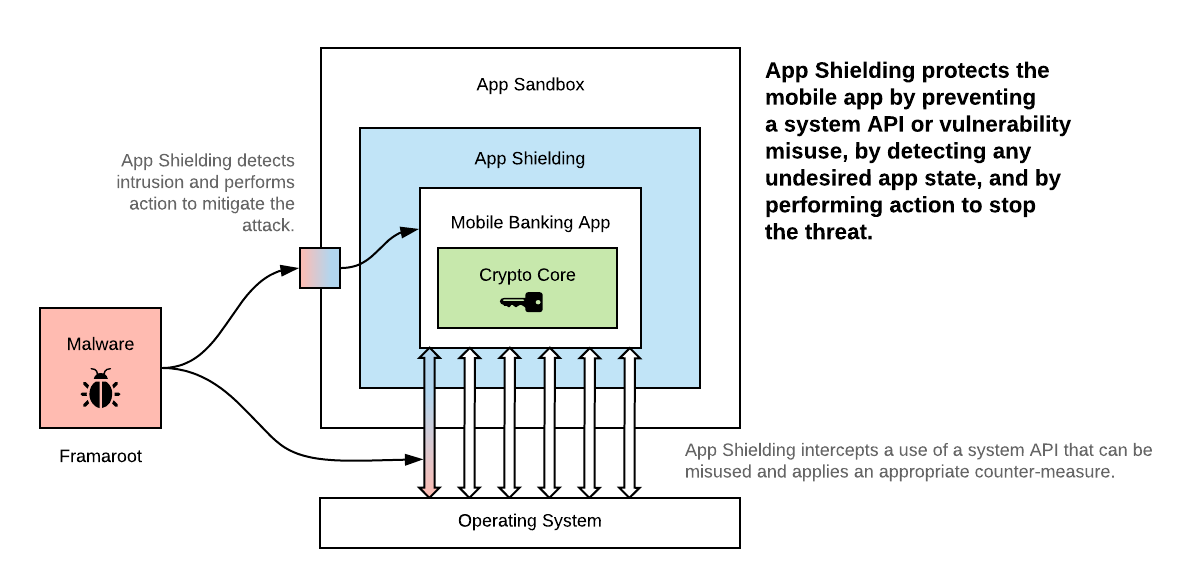 App Sandbox
App Shielding protects the
mobile app by preventing
a system API or vulnerability
misuse, by detecting any
undesired app state, and by
performing action to stop
the threat.
App Shielding detects
intrusion and performs
action to mitigate the
attack.
App Shielding
Mobile Banking App
Crypto Core
Malware
Framaroot
App Shielding intercepts a use of a system API that can be
misused and applies an appropriate counter-measure.
Operating System